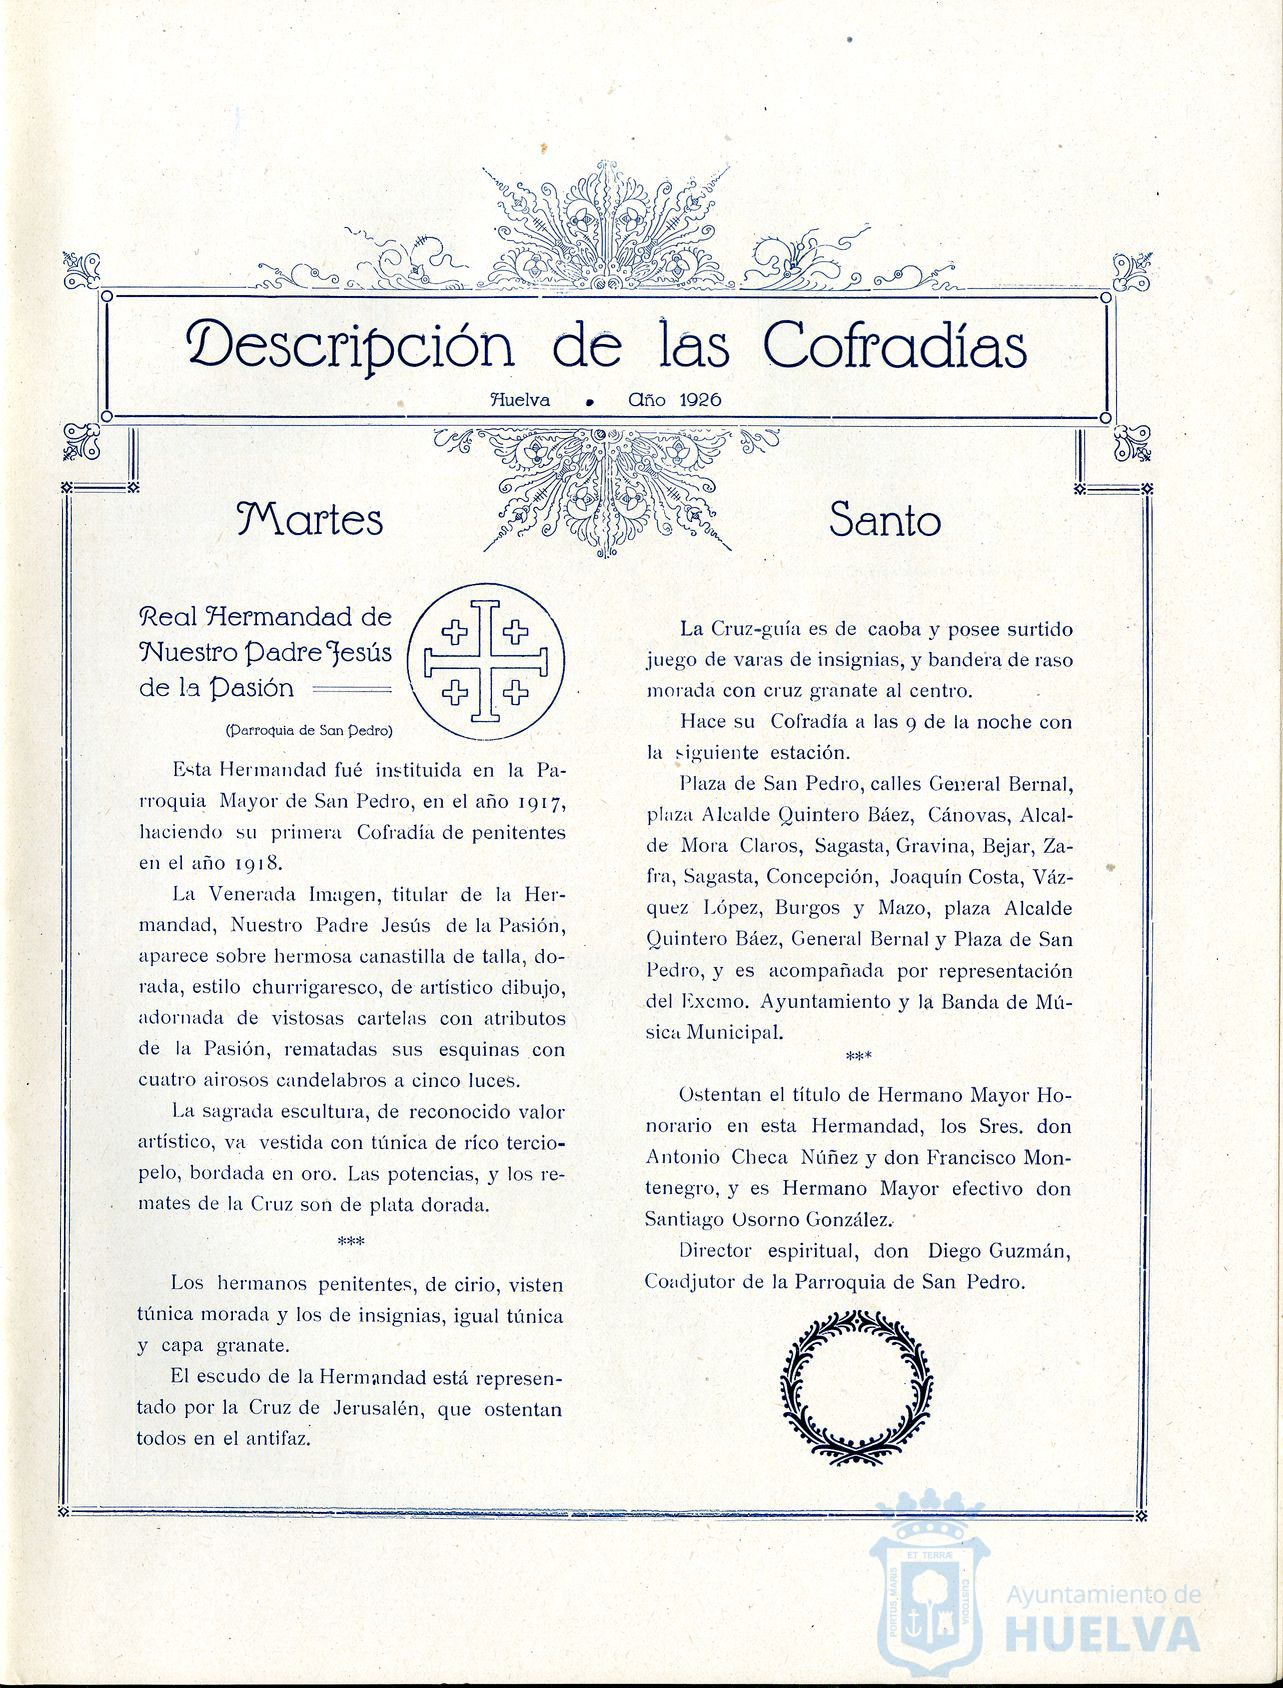 Descripción de las Cofradías
Huelva • Año 1926
Martes Santo
Real Hermandad de
Nuestro Padre Jesús
de la Pasión
(Parroquia de San Pedro)
Esta Hermandad fué instituida en la Pa-
rroquia Mayor de San Pedro, en el año 1917,
haciendo su primera Cofradía de penitentes
en el año 1918.
La Venerada Imagen, titular de la Her-
mandad, Nuestro Padre Jesús de la Pasión,
aparece sobre hermosa canastilla de talla, do-
rada, estilo churrigaresco, de artístico dibujo,
adornada de vistosas cartelas con atributos
de la Pasión, rematadas sus esquinas con
cuatro airosos candelabros a cinco luces.
La sagrada escultura, de reconocido valor
artístico, va vestida con túnica de ríco tercio-
pelo, bordada en oro. Las potencias, y los re-
mates de la Cruz son de plata dorada.
***
Los hermanos penitentes, de cirio, visten
túnica morada y los de insignias, igual túnica
y capa granate.
El escudo de la Hermandad está represen-
tado por la Cruz de Jerusalén, que ostentan
todos en el antifaz.
La Cruz-guía es de caoba y posee surtido
juego de varas de insignias, y bandera de raso
morada con cruz granate al centro.
Hace su Cofradía a las 9 de la noche con
la siguiente estación.
Plaza de San Pedro, calles General Bernal,
plaza Alcalde Quintero Báez, Cánovas, Alcal-
de Mora Claros, Sagasta, Gravina, Bejar, Za-
fra, Sagasta, Concepción, Joaquín Costa, Váz-
quez López, Burgos y Mazo, plaza Alcalde
Quintero Báez, General Bernal y Plaza de San
Pedro, y es acompañada por representación
del Excmo. Ayuntamiento y la Banda de Mú-
sica Municipal.
***
Ostentan el título de Hermano Mayor Ho-
norario en esta Hermandad, los Sres. don
Antonio Checa Núñez y don Francisco Mon-
tenegro, y es Hermano Mayor efectivo don
Santiago Osorno González.
Director espiritual, don Diego Guzmán,
Coadjutor de la Parroquia de San Pedro.
PORTUS MARIS
ET TERRÆ
CUSTODIA
Ayuntamiento de
HUELVA